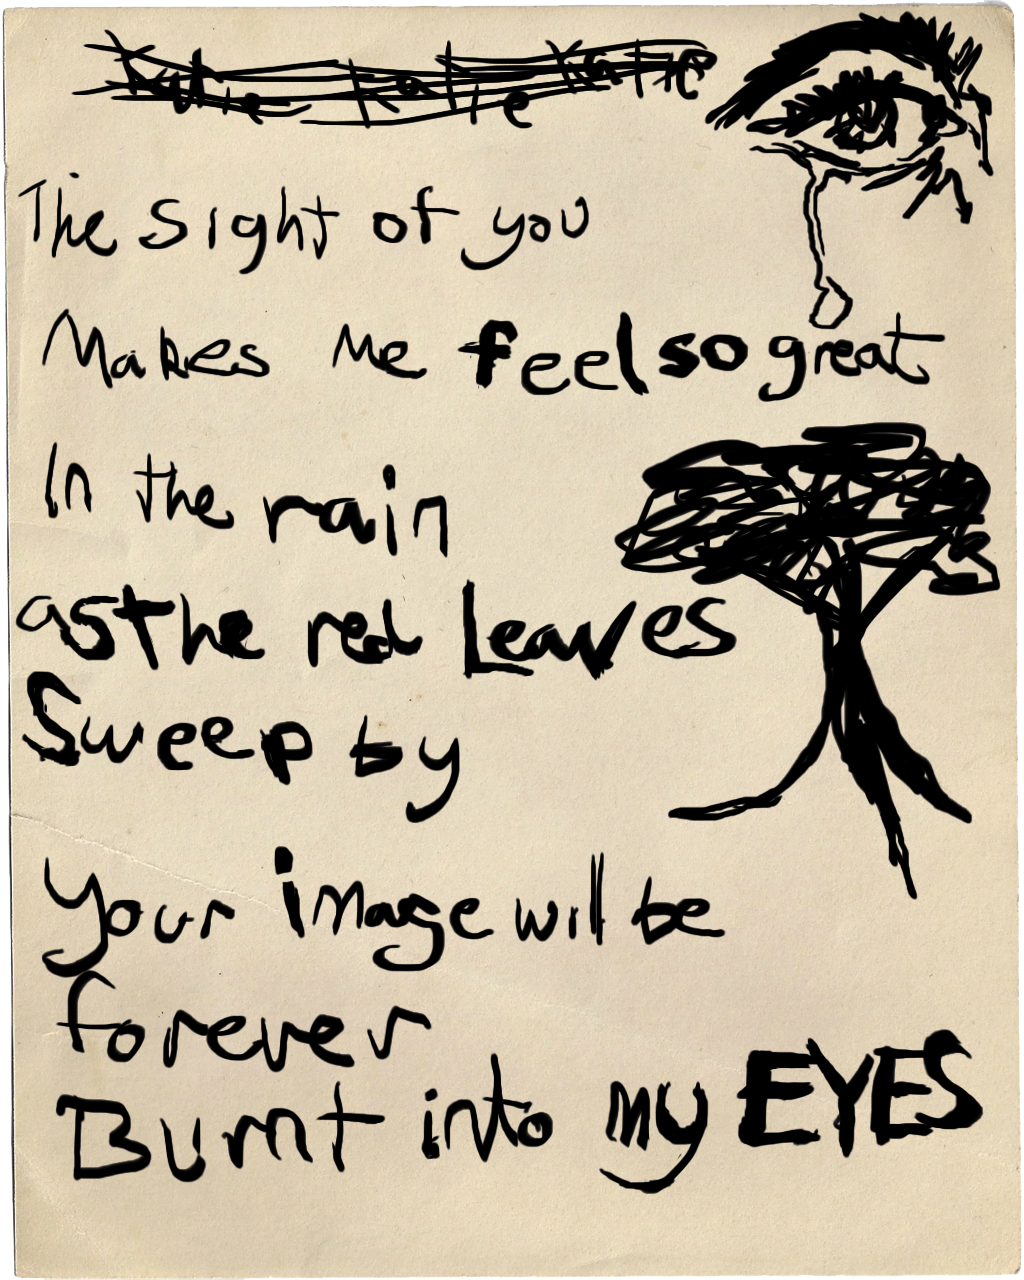 Katie Katie Katie
The sight of you
Makes Me feel so great
In the rain
as the red Leaves
Sweep by
your image will be
forever
Burnt into my EYES